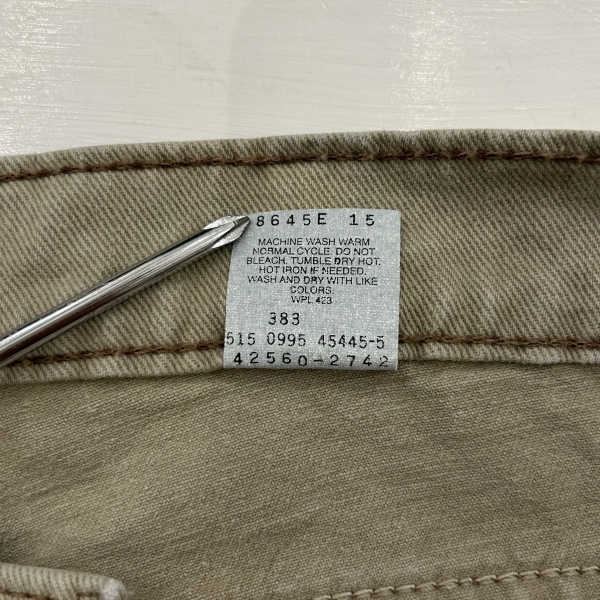 8645E 15
MACHINE WASH WARM
NORMAL CYCLE. DO NOT
BLEACH. TUMBLE DRY HOT.
HOT IRON IF NEEDED.
WASH AND DRY WITH LIKE
COLORS.
WPL 423
383
515 0995 45445-5
42560-2742